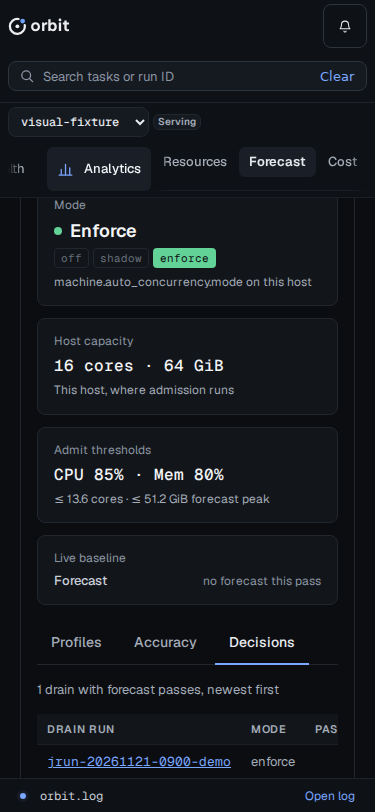 orbit
Search tasks or run ID Clear
visual-fixture Serving
lth Analytics Resources Forecast Cost
Mode
Enforce
off shadow enforce
machine.auto_concurrency.mode on this host
Host capacity
16 cores · 64 GiB
This host, where admission runs
Admit thresholds
CPU 85% · Mem 80%
≤ 13.6 cores · ≤ 51.2 GiB forecast peak
Live baseline
Forecast no forecast this pass
Profiles Accuracy Decisions
1 drain with forecast passes, newest first
DRAIN RUN MODE PAS
jrun-20261121-0900-demo enforce
orbit.log Open log